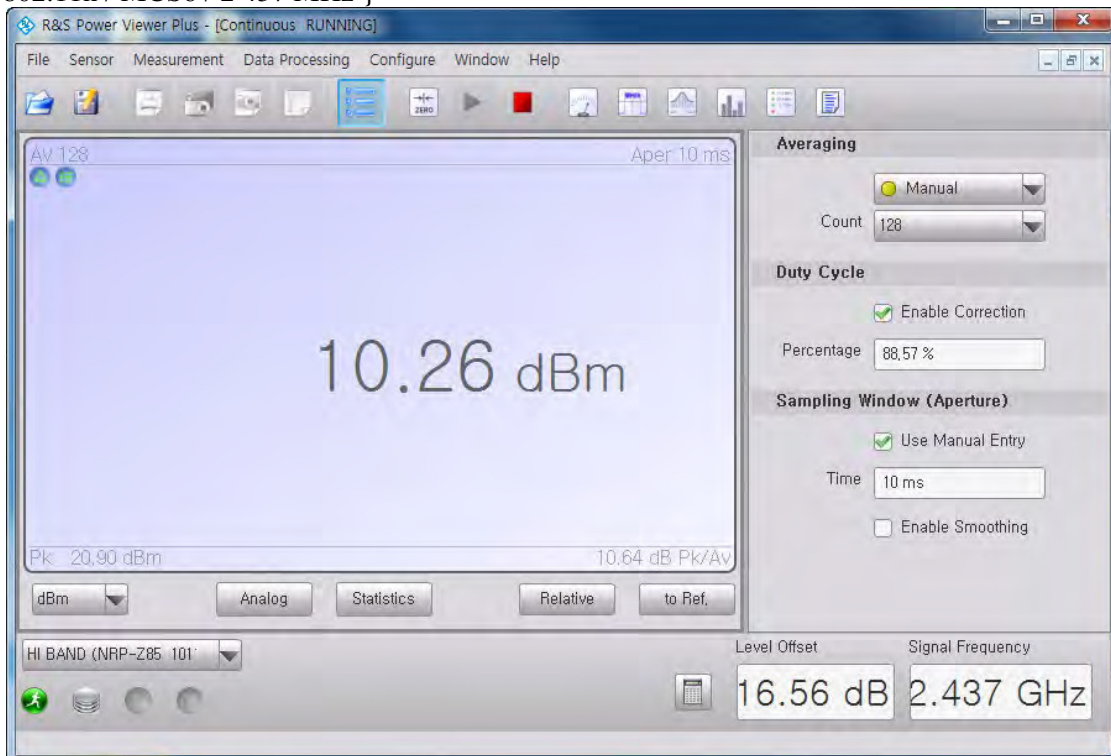 R&S Power Viewer Plus - [Continuous RUNNING]
File Sensor Measurement Data Processing Configure Window Help
ZERO
Av 128 Aper 10 ms
10.26 dBm
Pk 20,90 dBm 10,64 dB Pk/Av
dBm Analog Statistics Relative to Ref,
Averaging
Manual
Count 128
Duty Cycle
Enable Correction
Percentage 88,57 %
Sampling Window (Aperture)
Use Manual Entry
Time 10 ms
Enable Smoothing
HI BAND (NRP-Z85 101
Level Offset Signal Frequency
16.56 dB 2.437 GHz